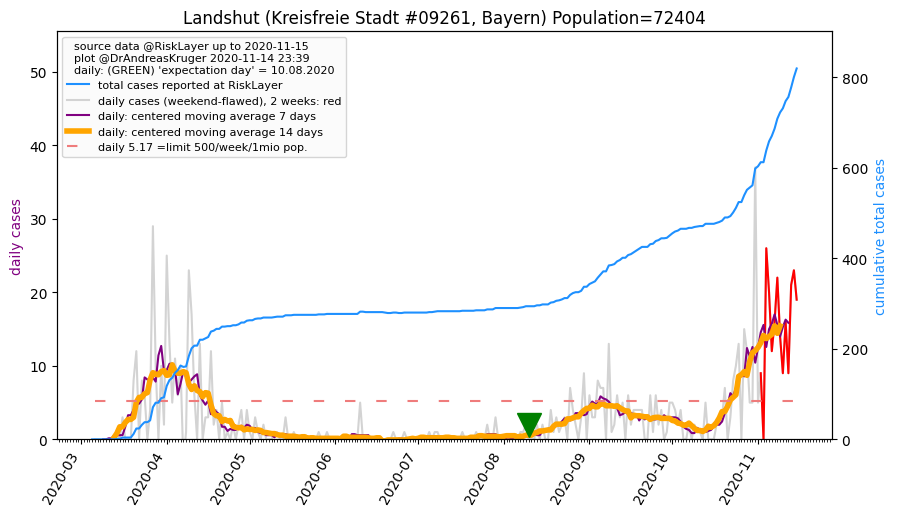 Landshut (Kreisfreie Stadt #09261, Bayern) Population=72404
source data @RiskLayer up to 2020-11-15
plot @DrAndreasKruger 2020-11-14 23:39
daily: (GREEN) 'expectation day' = 10.08.2020
total cases reported at RiskLayer
daily cases (weekend-flawed), 2 weeks: red
daily: centered moving average 7 days
daily: centered moving average 14 days
daily 5.17 =limit 500/week/1mio pop.
daily cases
50
40
30
20
10
0
cumulative total cases
800
600
400
200
0
2020-03
2020-04
2020-05
2020-06
2020-07
2020-08
2020-09
2020-10
2020-11